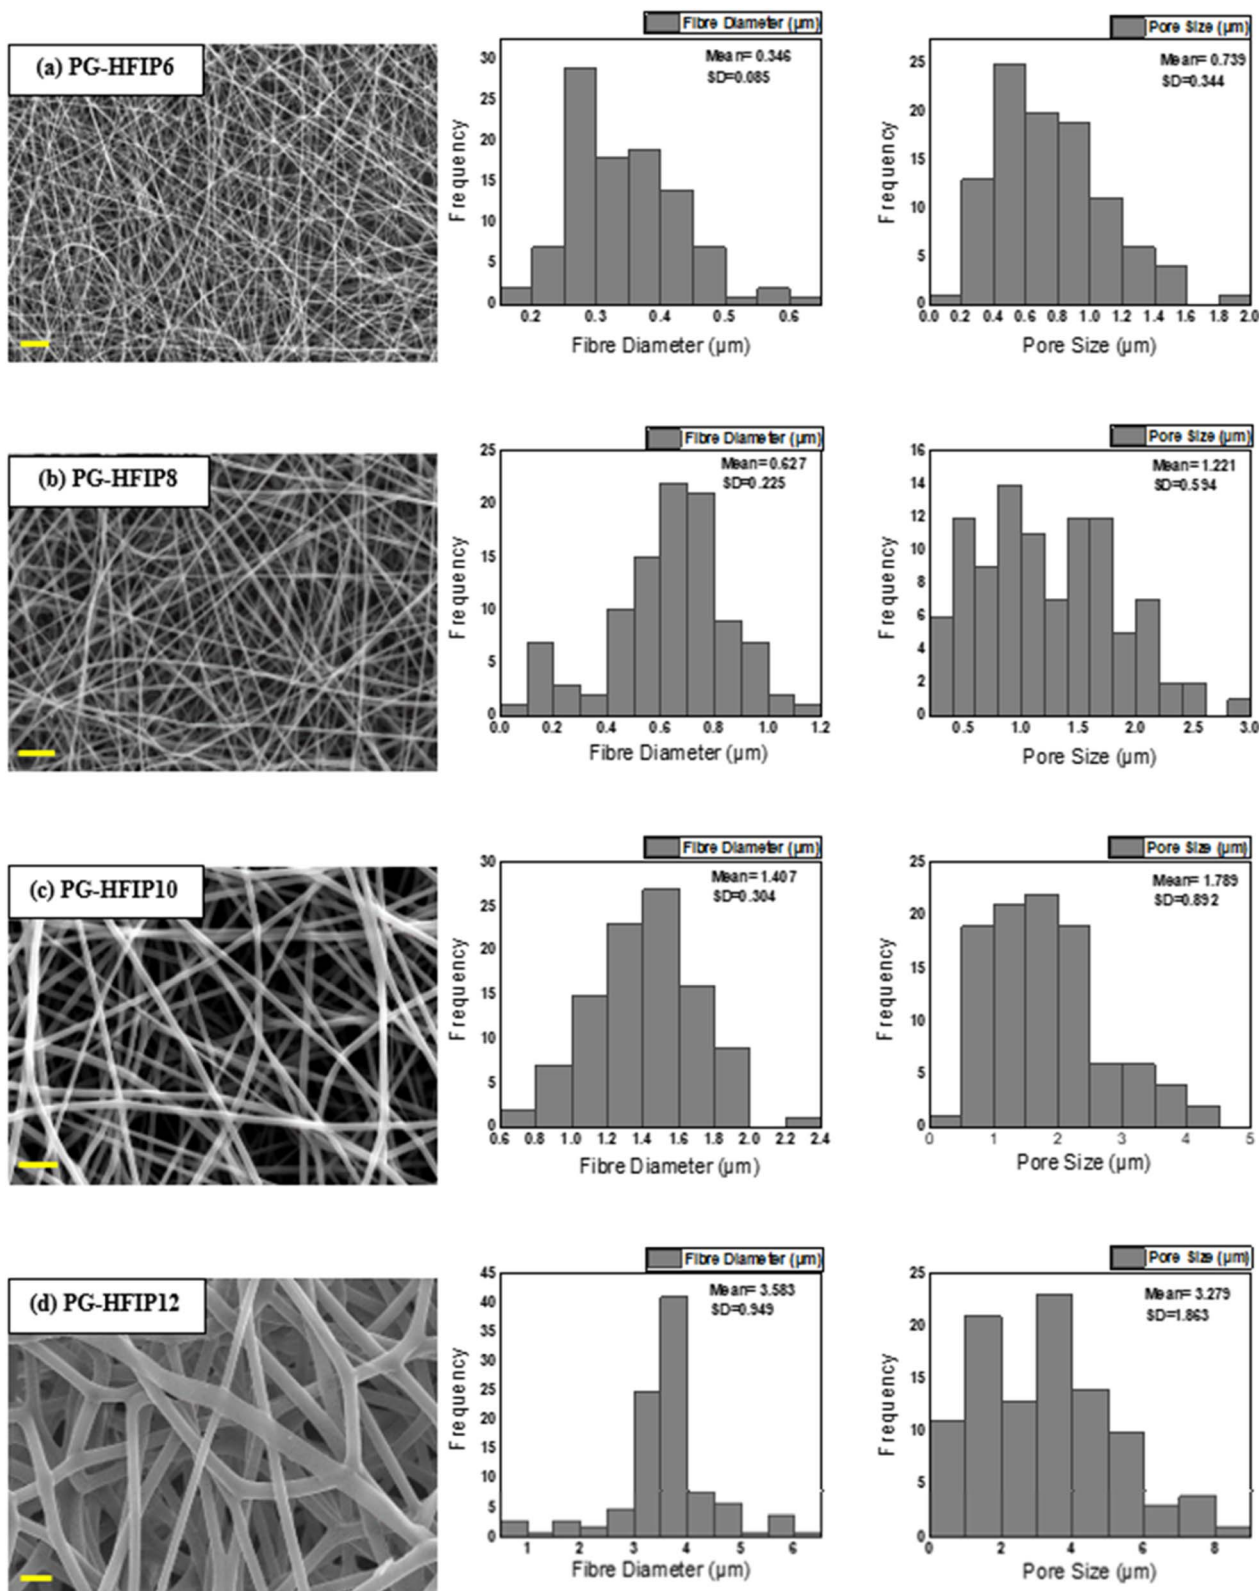 (a) PG-HFIP6
Fibre Diameter (µm)
Mean= 0.346
SD=0.085
Frequency
30
25
20
15
10
5
0
0.2 0.3 0.4 0.5 0.6
Fibre Diameter (µm)
Pore Size (µm)
Mean= 0.739
SD=0.344
Frequency
25
20
15
10
5
0
0.0 0.2 0.4 0.6 0.8 1.0 1.2 1.4 1.6 1.8 2.0
Pore Size (µm)
(b) PG-HFIP8
Fibre Diameter (µm)
Mean= 0.627
SD=0.225
Frequency
25
20
15
10
5
0
0.0 0.2 0.4 0.6 0.8 1.0 1.2
Fibre Diameter (µm)
Pore Size (µm)
Mean= 1.221
SD=0.594
Frequency
16
14
12
10
8
6
4
2
0
0.5 1.0 1.5 2.0 2.5 3.0
Pore Size (µm)
(c) PG-HFIP10
Fibre Diameter (µm)
Mean= 1.407
SD=0.304
Frequency
30
25
20
15
10
5
0
0.6 0.8 1.0 1.2 1.4 1.6 1.8 2.0 2.2 2.4
Fibre Diameter (µm)
Pore Size (µm)
Mean= 1.789
SD=0.892
Frequency
25
20
15
10
5
0
0 1 2 3 4 5
Pore Size (µm)
(d) PG-HFIP12
Fibre Diameter (µm)
Mean= 3.583
SD=0.949
Frequency
45
40
35
30
25
20
15
10
5
0
1 2 3 4 5 6
Fibre Diameter (µm)
Pore Size (µm)
Mean= 3.279
SD=1.863
Frequency
25
20
15
10
5
0
0 2 4 6 8
Pore Size (µm)